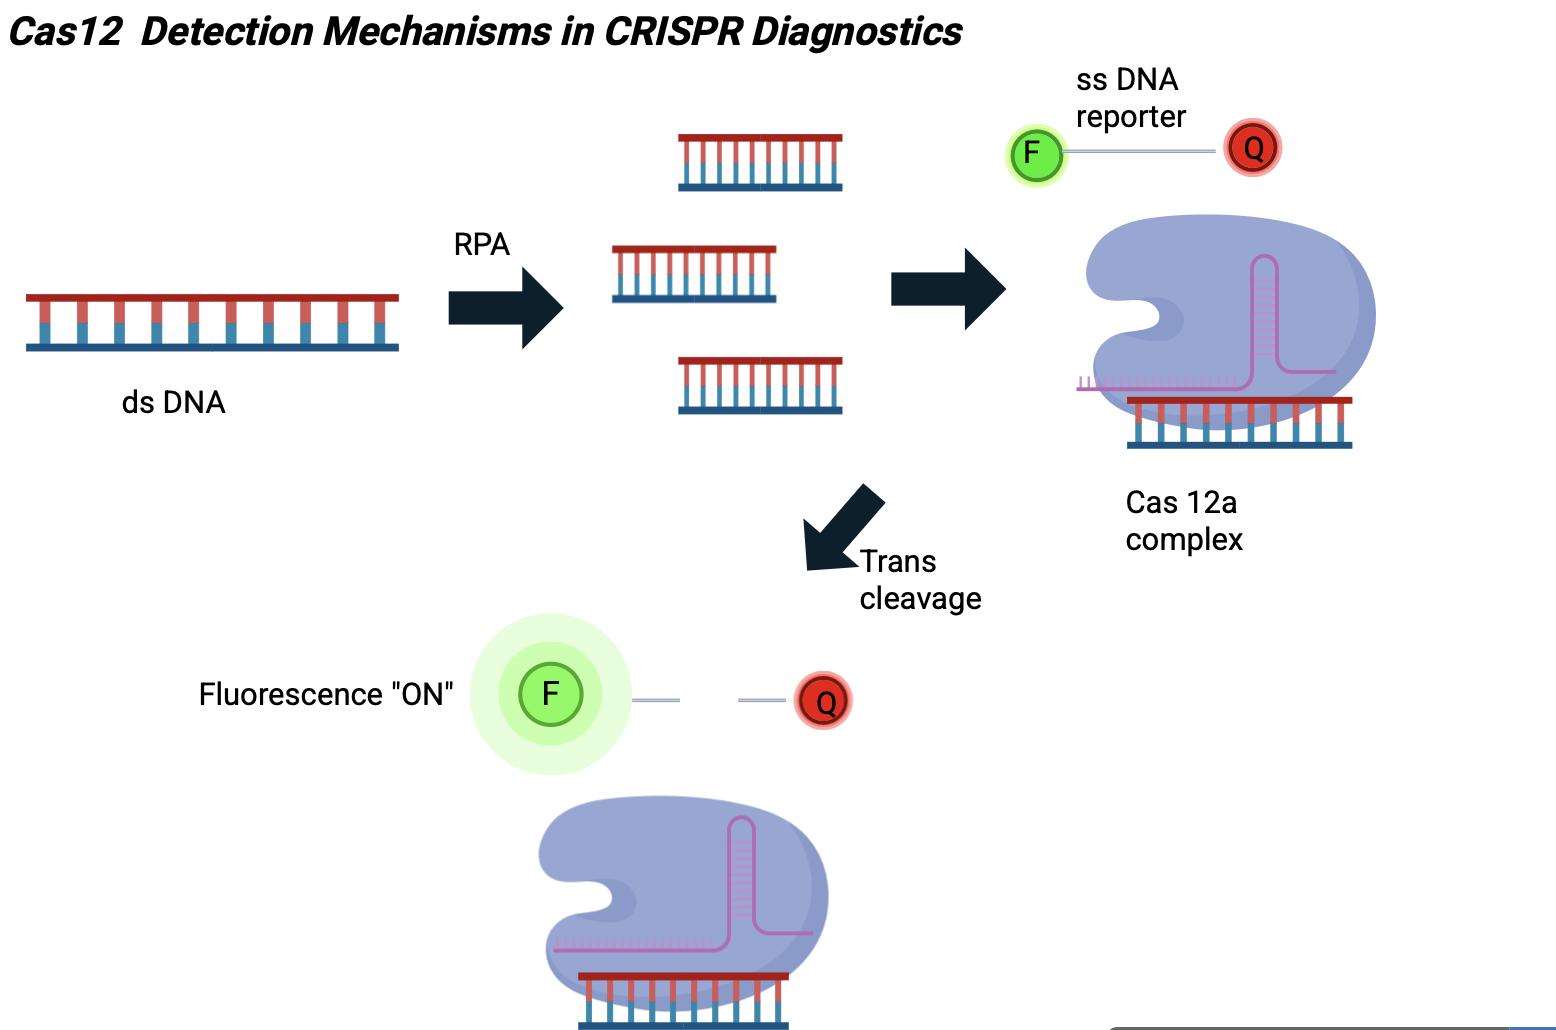 Cas12 Detection Mechanisms in CRISPR Diagnostics
ss DNA
reporter
F
Q
RPA
ds DNA
Cas 12a
complex
Trans
cleavage
Fluorescence "ON"
F
Q